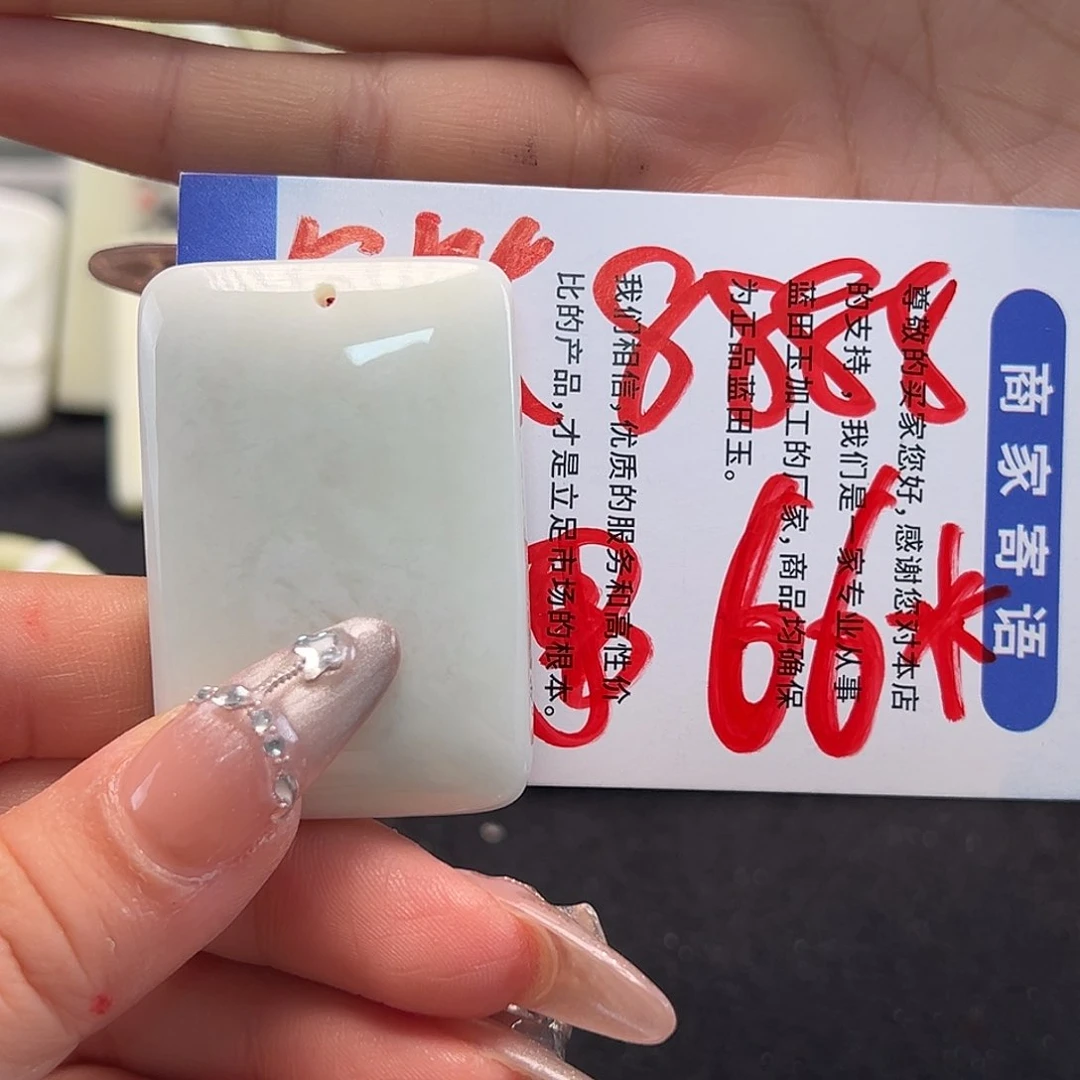 商家寄语
尊敬的买家您好，感谢您对本店
的支持，我们是一家专业从事
蓝田玉加工的厂家，商品均确保
为正品蓝田玉。
我们相信，优质的服务和高性价
比的产品，才是立足市场的根本。
888
66